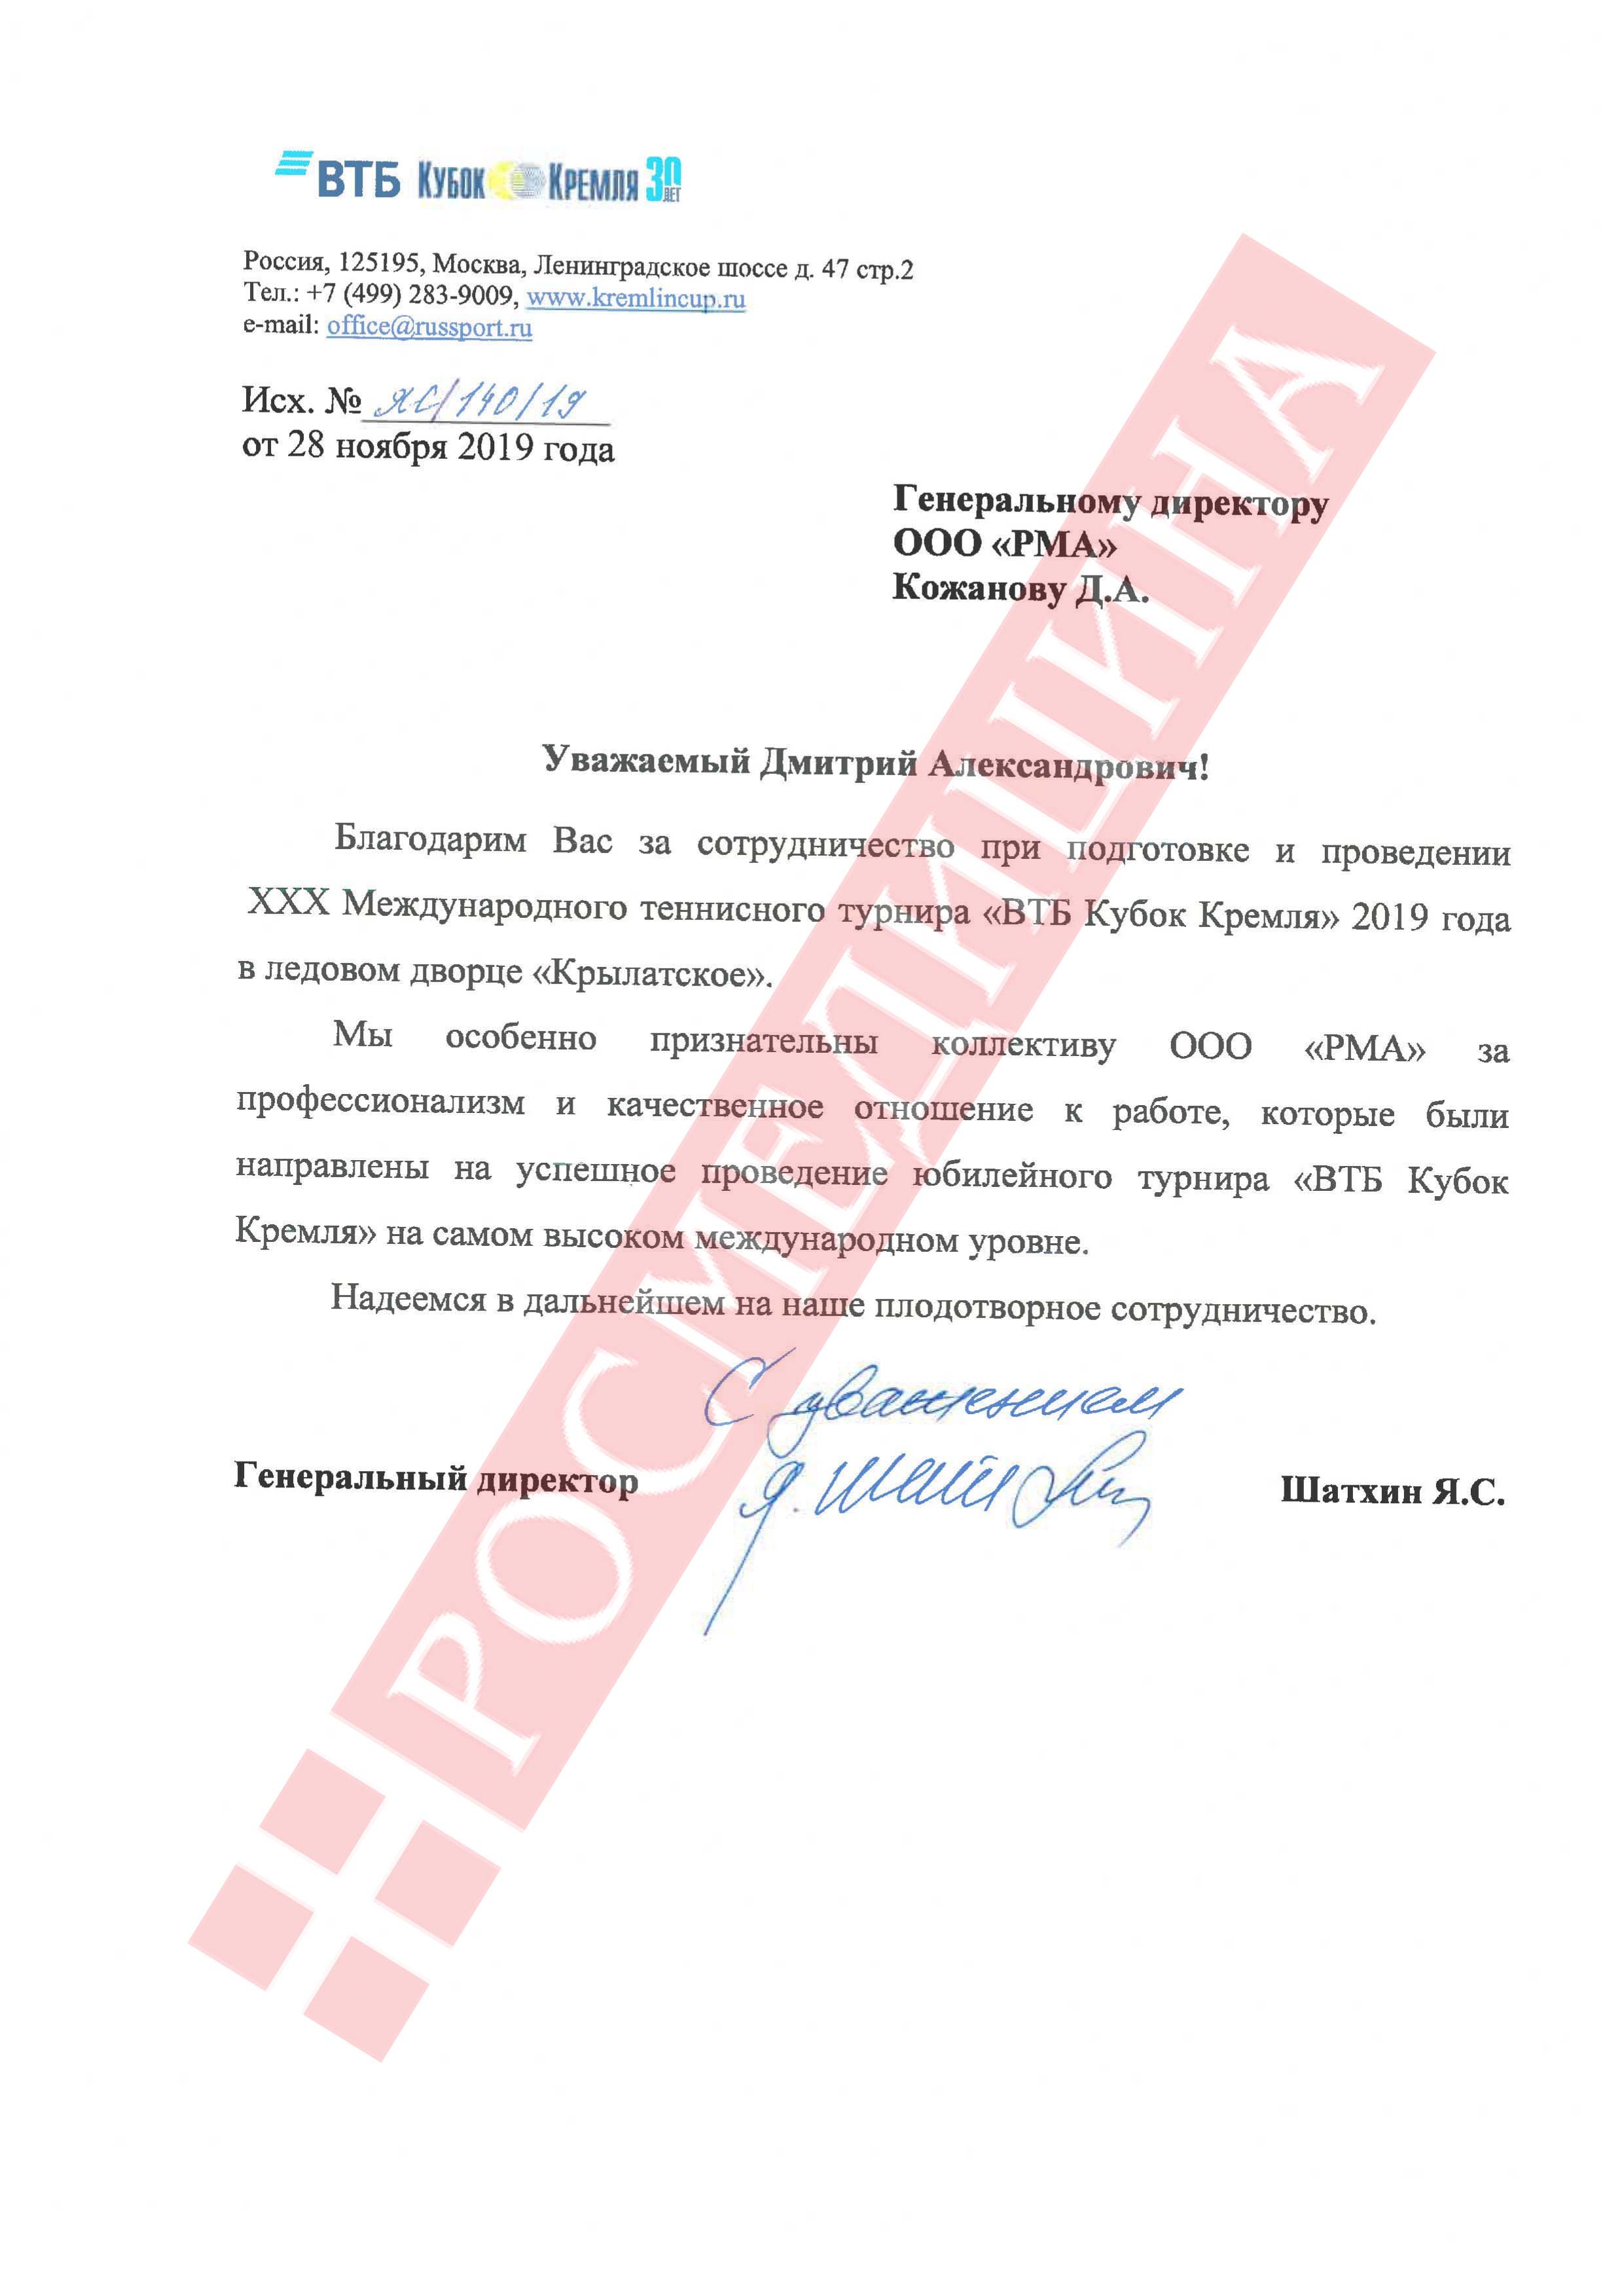 ВТБ Кубок Кремля 30 лет
Россия, 125195, Москва, Ленинградское шоссе д. 47 стр.2
Тел.: +7 (499) 283-9009, www.kremlincup.ru
e-mail: office@russport.ru
Исх. № ЯС/140/19
от 28 ноября 2019 года
Генеральному директору
ООО «РМА»
Кожанову Д.А.
Уважаемый Дмитрий Александрович!
Благодарим Вас за сотрудничество при подготовке и проведении
XXX Международного теннисного турнира «ВТБ Кубок Кремля» 2019 года
в ледовом дворце «Крылатское».
Мы особенно признательны коллективу ООО «РМА» за
профессионализм и качественное отношение к работе, которые были
направлены на успешное проведение юбилейного турнира «ВТБ Кубок
Кремля» на самом высоком международном уровне.
Надеемся в дальнейшем на наше плодотворное сотрудничество.
С уважением
Генеральный директор
Я. Шатхин
Шатхин Я.С.
РОСМЕДИЦИНА